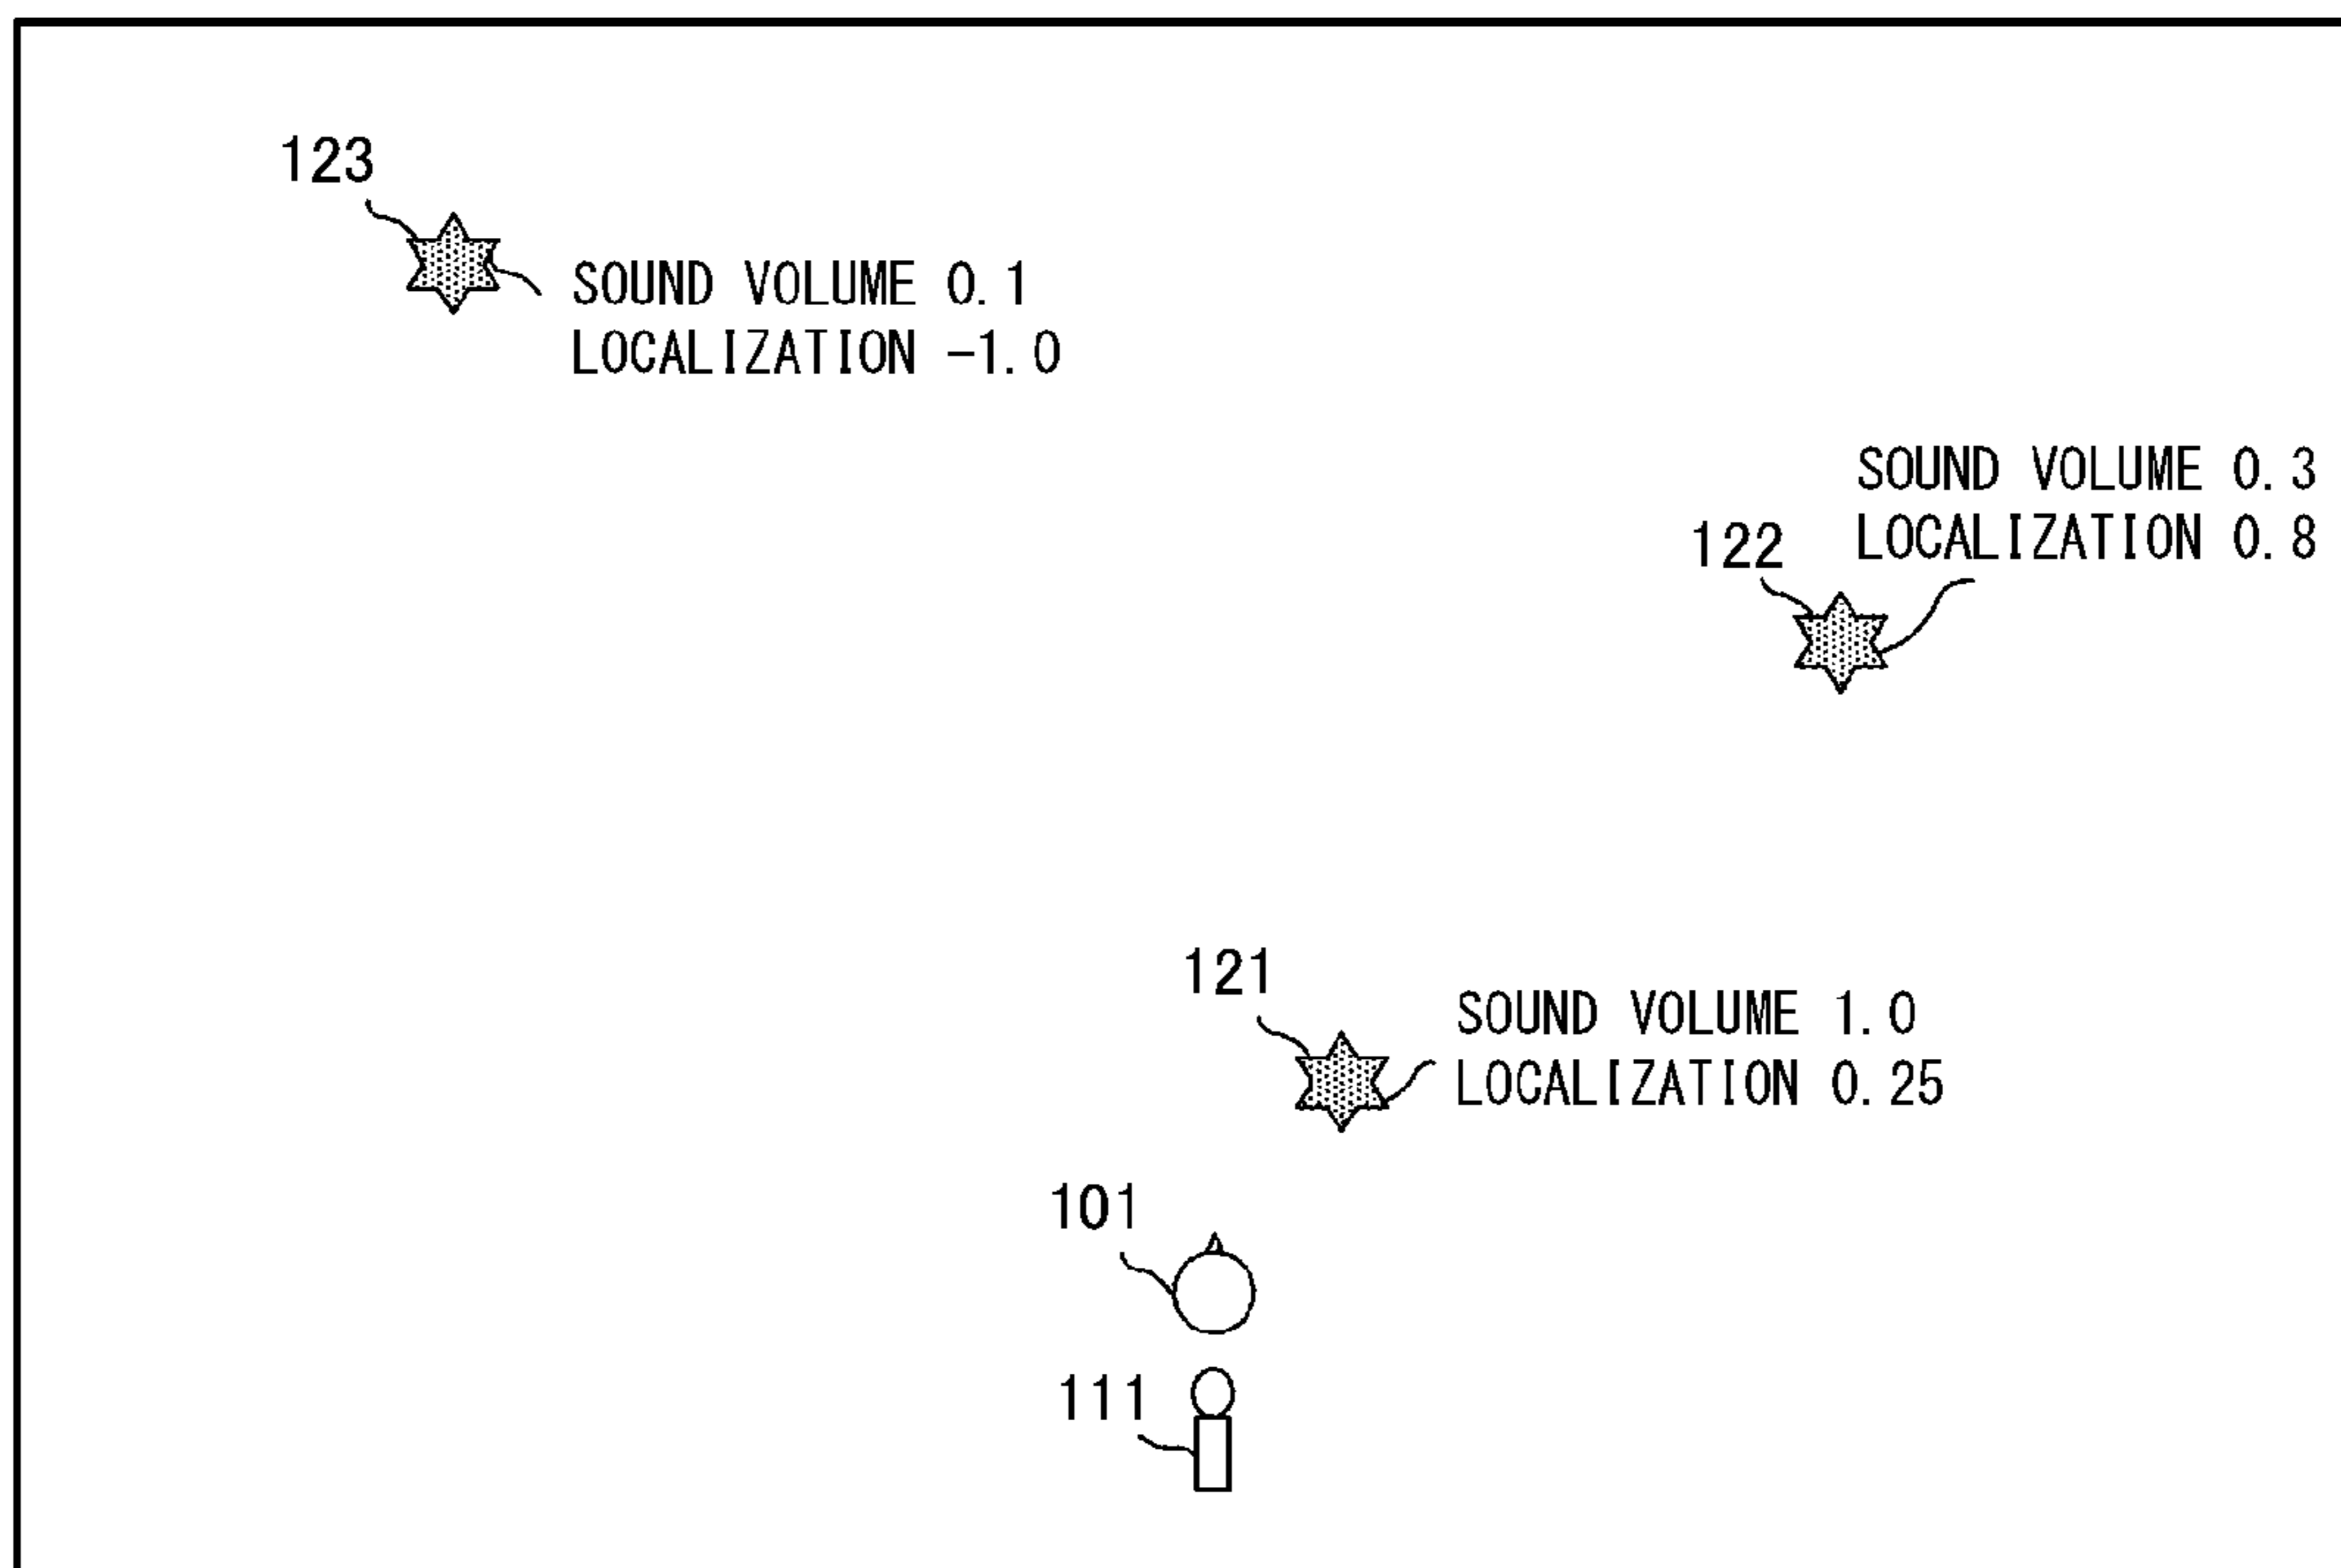 123
SOUND VOLUME 0.1
LOCALIZATION -1.0
SOUND VOLUME 0.3
LOCALIZATION 0.8
122
121
SOUND VOLUME 1.0
LOCALIZATION 0.25
101
111